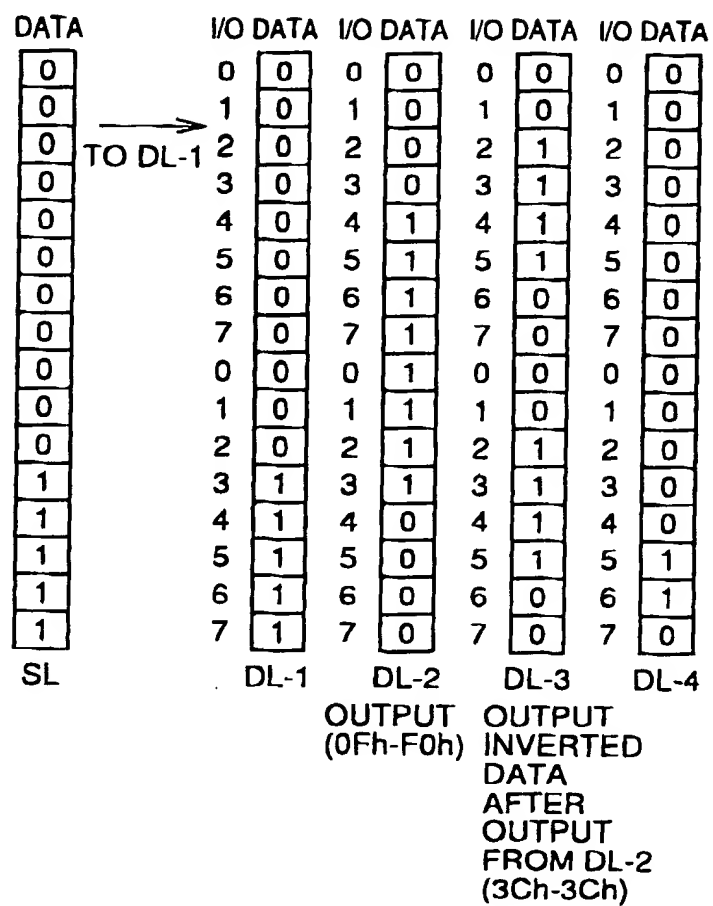 DATA I/O DATA I/O DATA I/O DATA I/O DATA
0 0 0 0 0 0 0 0 0
0 1 0 1 0 1 0 1 0
0 TO DL-1 2 0 2 0 2 1 2 0
0 3 0 3 0 3 1 3 0
0 4 0 4 1 4 1 4 0
0 5 0 5 1 5 1 5 0
0 6 0 6 1 6 0 6 0
0 7 0 7 1 7 0 7 0
0 0 0 0 1 0 0 0 0
0 1 0 1 1 1 0 1 0
0 2 0 2 1 2 1 2 0
1 3 1 3 1 3 1 3 0
1 4 1 4 0 4 1 4 0
1 5 1 5 0 5 1 5 1
1 6 1 6 0 6 0 6 1
1 7 1 7 0 7 0 7 0
SL DL-1 DL-2 DL-3 DL-4
OUTPUT OUTPUT
(0Fh-F0h) INVERTED
DATA
AFTER
OUTPUT
FROM DL-2
(3Ch-3Ch)